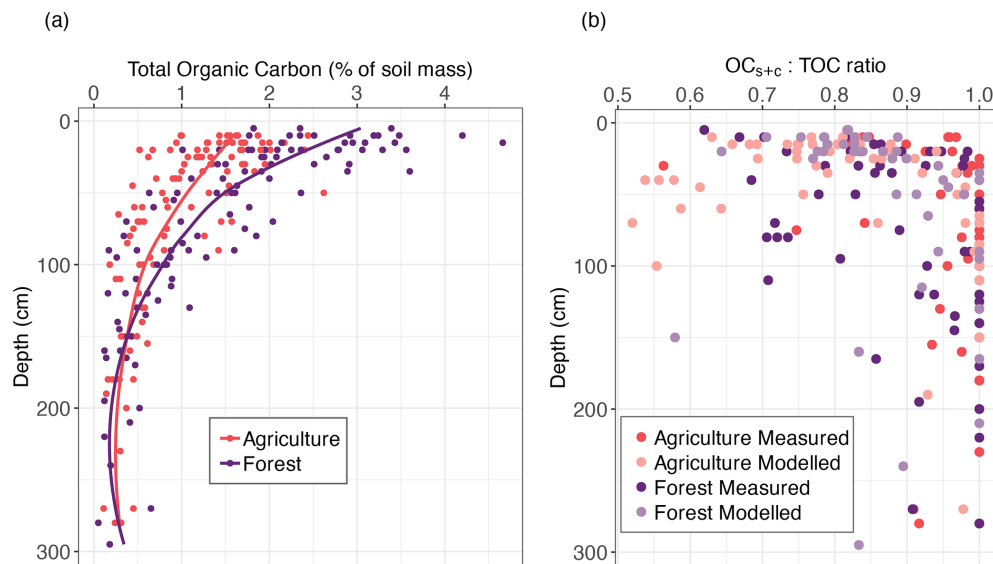 (a)
Total Organic Carbon (% of soil mass)
0 1 2 3 4
0
100
200
300
Depth (cm)
Agriculture
Forest
(b)
OCs+c : TOC ratio
0.5 0.6 0.7 0.8 0.9 1.0
0
100
200
300
Depth (cm)
Agriculture Measured
Agriculture Modelled
Forest Measured
Forest Modelled